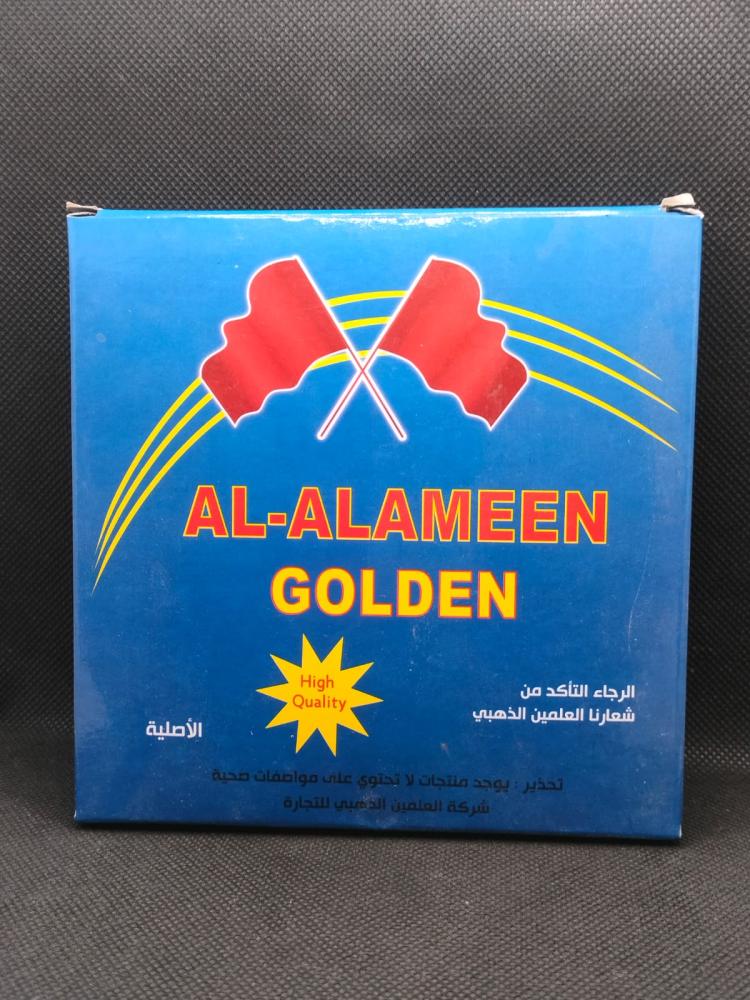 AL-ALAMEEN
GOLDEN
High
Quality
الرجاء التأكد من
شعارنا العلمين الذهبي
الأصلية
تحذير : يوجد منتجات لا تحتوي على مواصفات صحية
شركة العلمين الذهبي للتجارة